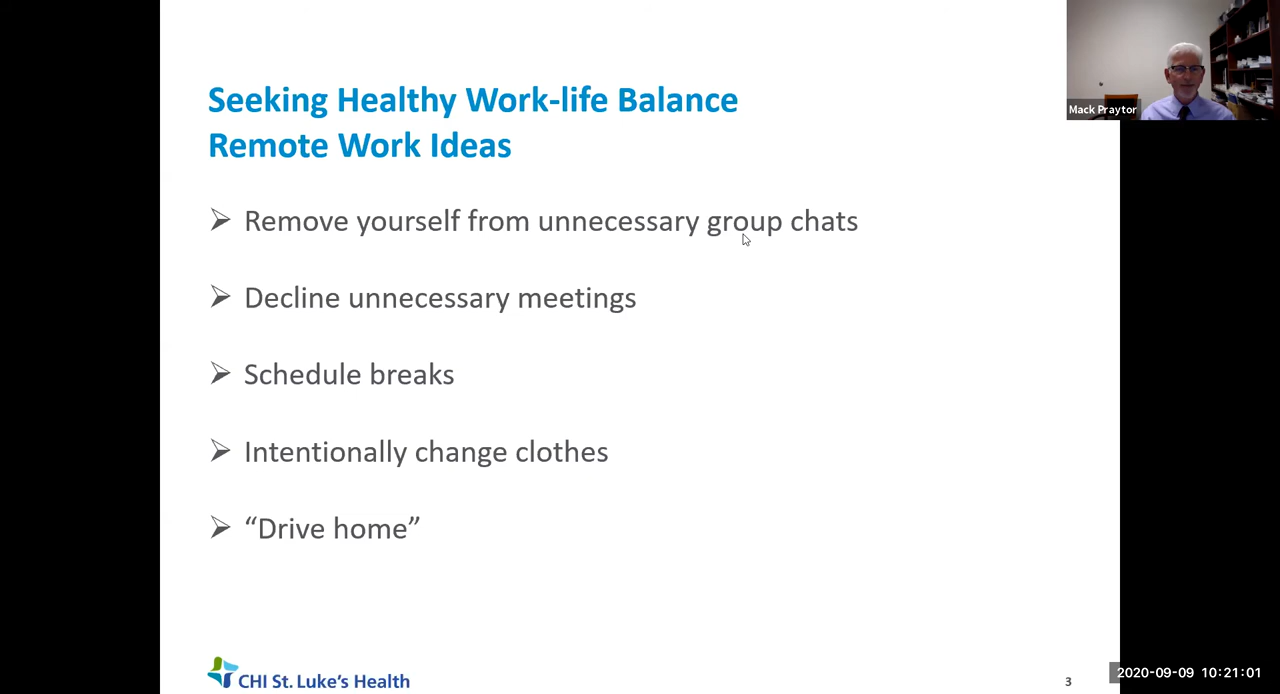 Seeking Healthy Work-life Balance
Remote Work Ideas
Remove yourself from unnecessary group chats
Decline unnecessary meetings
Schedule breaks
Intentionally change clothes
“Drive home”
CHI St. Luke's Health
3
Mack Praytor
2020-09-09 10:21:01